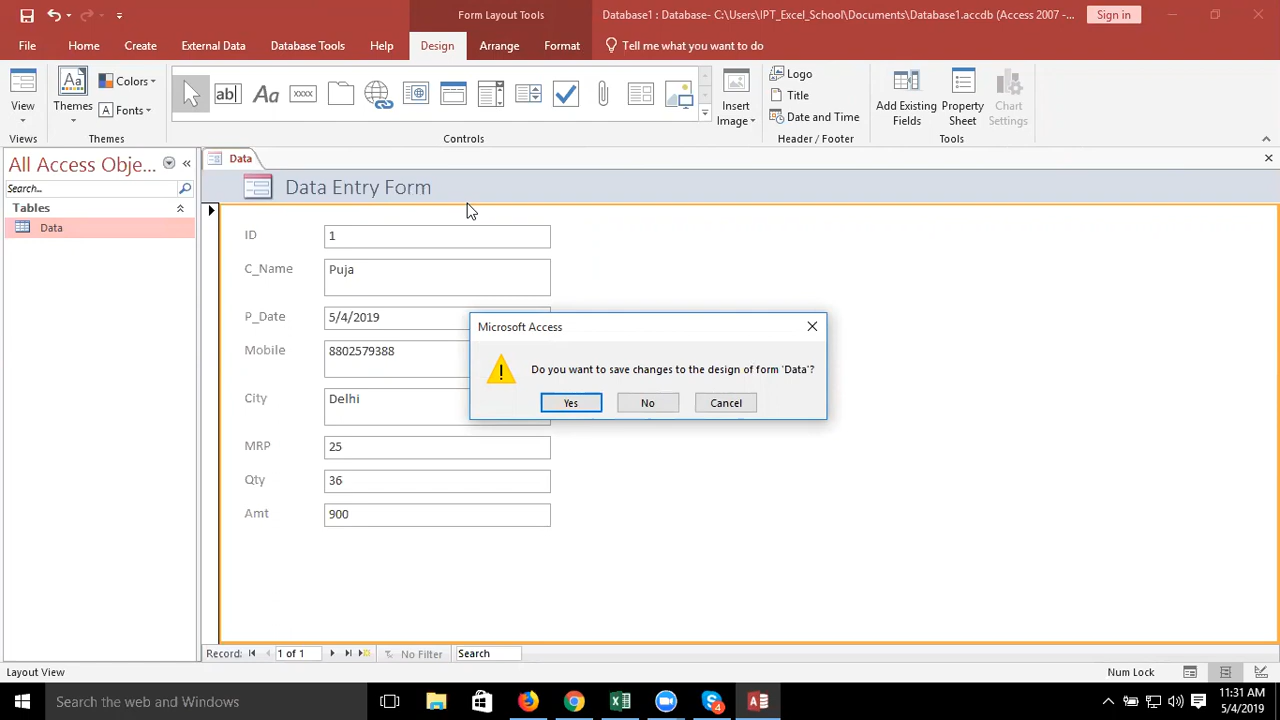 Form Layout Tools
Database1 : Database- C:\Users\IPT_Excel_School\Documents\Database1.accdb (Access 2007 -...
Sign in
File
Home
Create
External Data
Database Tools
Help
Design
Arrange
Format
Tell me what you want to do
View
Views
Themes
Aa
Colors
A Fonts
Themes
ab
Aa
xxxx
Controls
Insert
Image
Logo
Title
Date and Time
Header / Footer
Add Existing
Fields
Property
Sheet
Chart
Settings
Tools
All Access Obje...
Search...
Tables
Data
Data
Data Entry Form
ID
1
C_Name
Puja
P_Date
5/4/2019
Mobile
8802579388
City
Delhi
MRP
25
Qty
36
Amt
900
Microsoft Access
Do you want to save changes to the design of form 'Data'?
Yes
No
Cancel
Record:
1 of 1
No Filter
Search
Layout View
Num Lock
Search the web and Windows
4
11:31 AM
5/4/2019